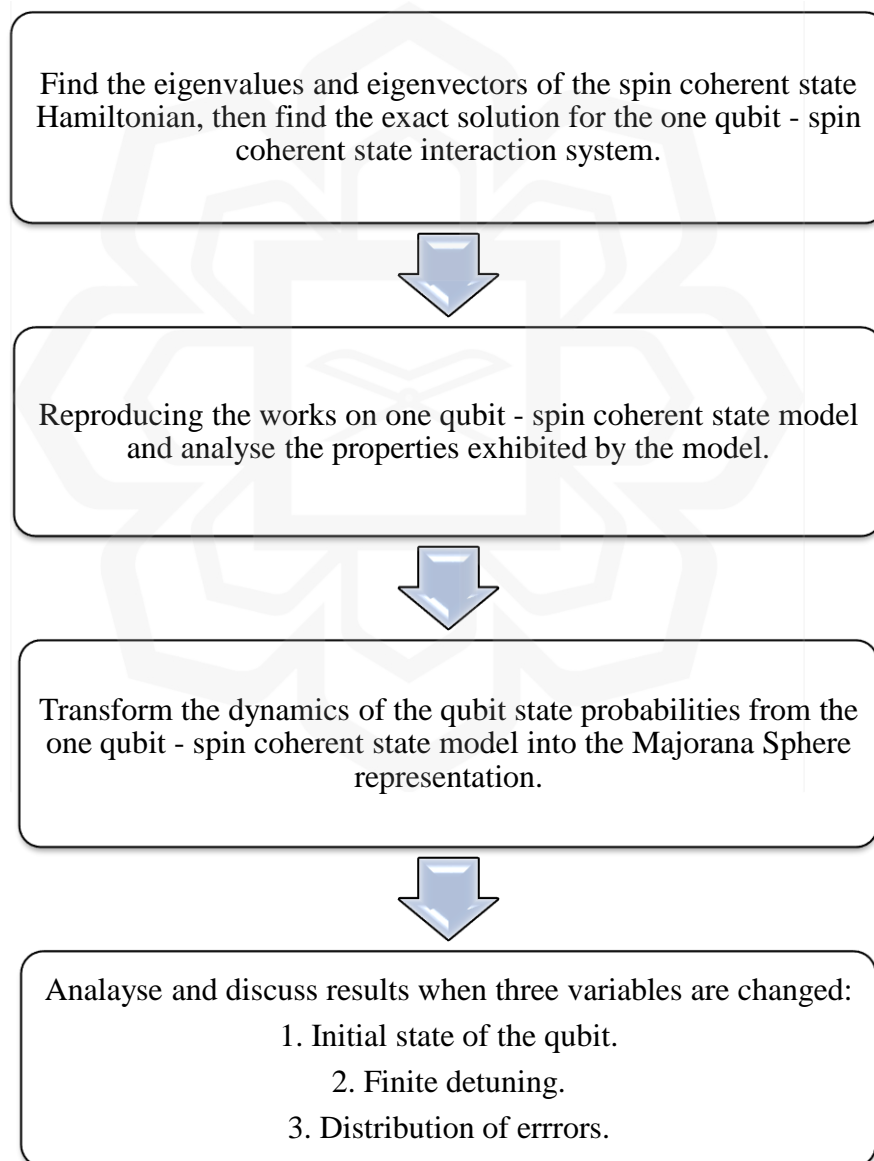 Find the eigenvalues and eigenvectors of the spin coherent state
Hamiltonian, then find the exact solution for the one qubit - spin
coherent state interaction system.
Reproducing the works on one qubit - spin coherent state model
and analyse the properties exhibited by the model.
Transform the dynamics of the qubit state probabilities from the
one qubit - spin coherent state model into the Majorana Sphere
representation.
Analayse and discuss results when three variables are changed:
1. Initial state of the qubit.
2. Finite detuning.
3. Distribution of errrors.